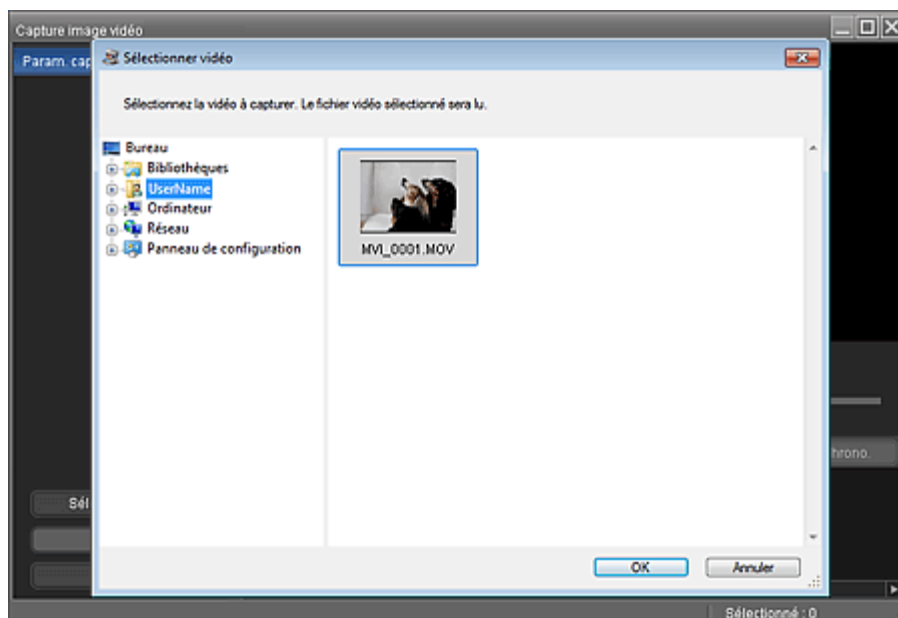 Capture image vidéo
Param. cap
Sélectionner vidéo
Sélectionnez la vidéo à capturer. Le fichier vidéo sélectionné sera lu.
Bureau
Bibliothèques
UserName
Ordinateur
Réseau
Panneau de configuration
MVI_0001.MOV
hrono.
Sél
OK
Annuler
Sélectionné : 0